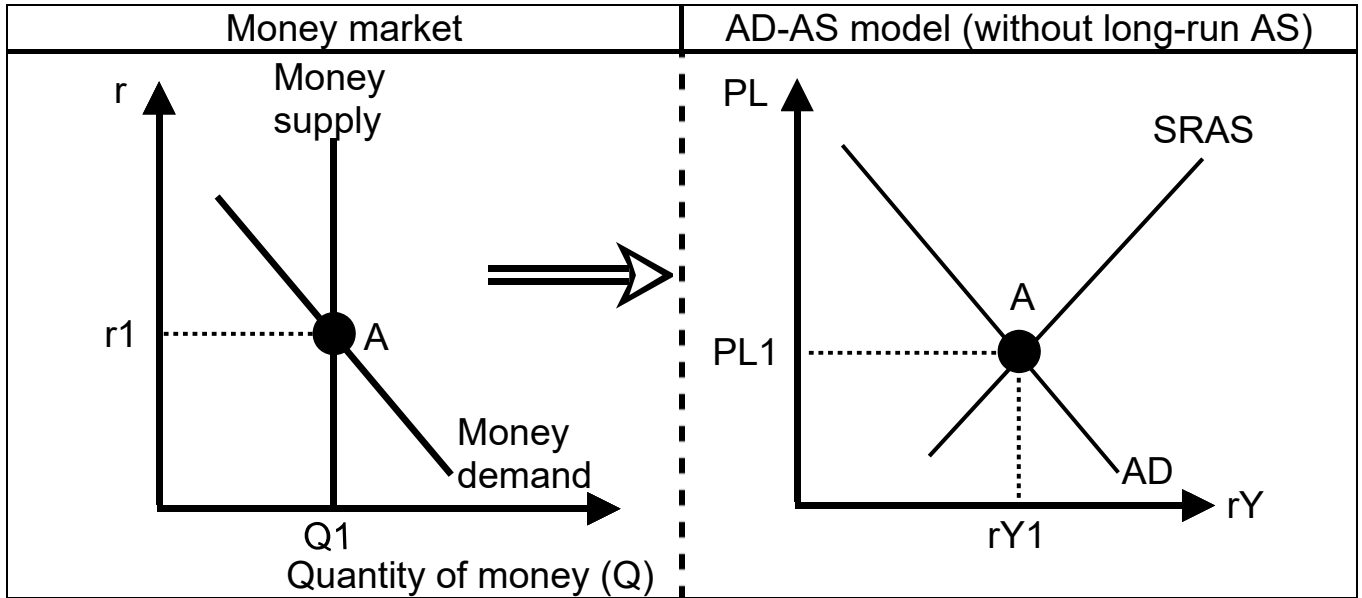 Money market
AD-AS model (without long-run AS)
r
Money
supply
r1
A
Money
demand
Q1
Quantity of money (Q)
PL
SRAS
A
PL1
AD
rY
rY1